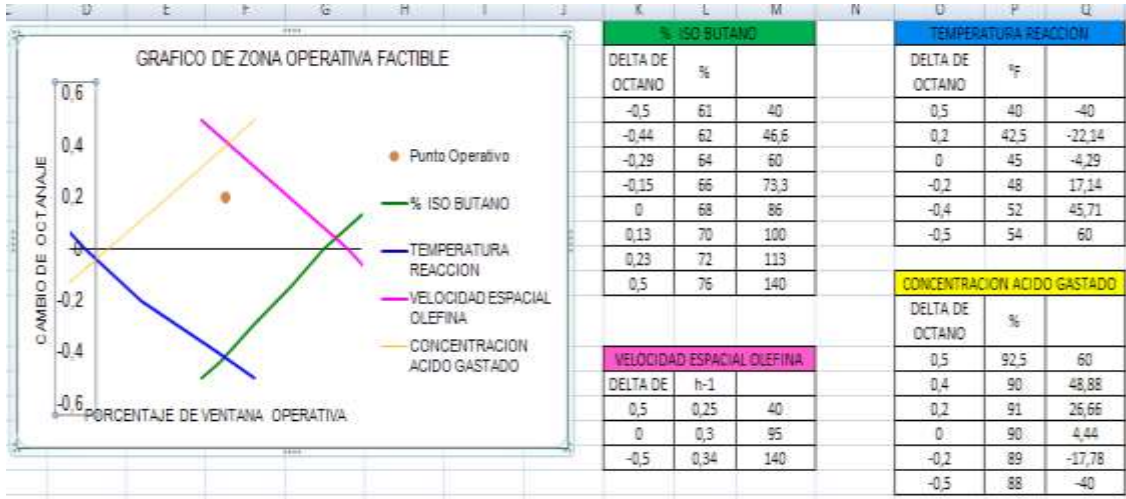 D E F G H I J K L M N O P Q
GRAFICO DE ZONA OPERATIVA FACTIBLE
0,6
0,4
0,2
0
-0,2
-0,4
-0,6
CAMBIO DE OCTANAJE
PORCENTAJE DE VENTANA OPERATIVA
Punto Operativo
% ISO BUTANO
TEMPERATURA
REACCION
VELOCIDAD ESPACIAL
OLEFINA
CONCENTRACION
ACIDO GASTADO
% ISO BUTANO
DELTA DE
OCTANO %
-0,5 61 40
-0,44 62 46,6
-0,29 64 60
-0,15 66 73,3
0 68 86
0,13 70 100
0,23 72 113
0,5 76 140
VELOCIDAD ESPACIAL OLEFINA
DELTA DE h-1
0,5 0,25 40
0 0,3 95
-0,5 0,34 140
TEMPERATURA REACCION
DELTA DE
OCTANO °F
0,5 40 -40
0,2 42,5 -22,14
0 45 -4,29
-0,2 48 17,14
-0,4 52 45,71
-0,5 54 60
CONCENTRACION ACIDO GASTADO
DELTA DE
OCTANO %
0,5 92,5 60
0,4 90 48,88
0,2 91 26,66
0 90 4,44
-0,2 89 -17,78
-0,5 88 -40